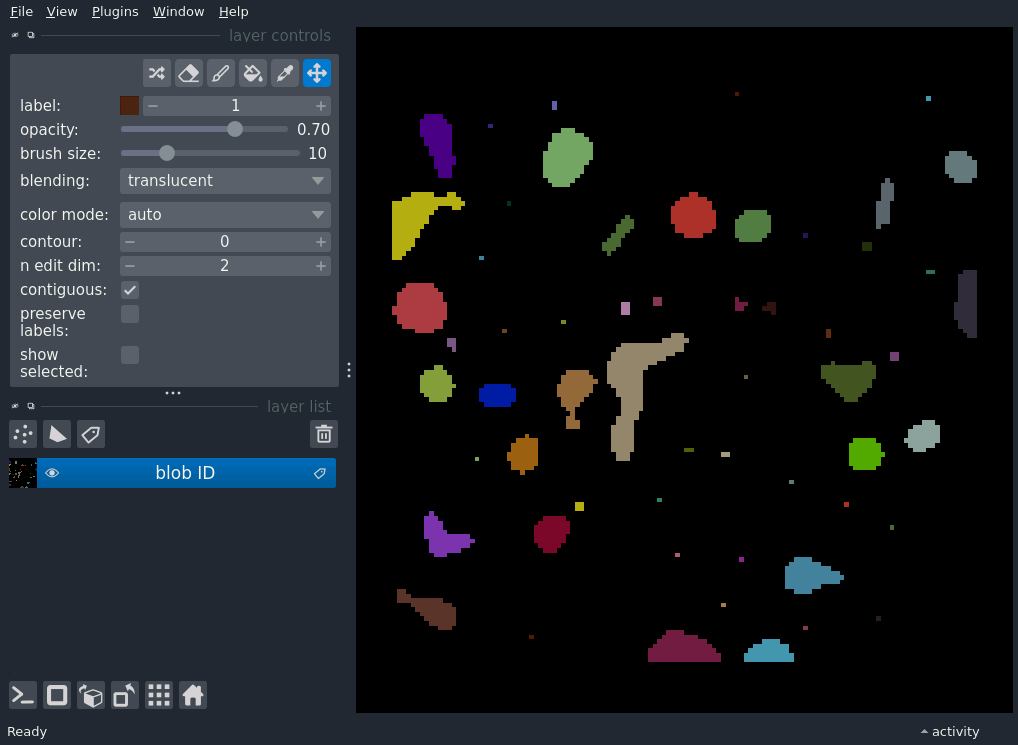 File View Plugins Window Help
layer controls
label: 1
opacity: 0.70
brush size: 10
blending: translucent
color mode: auto
contour: 0
n edit dim: 2
contiguous:
preserve
labels:
show
selected:
layer list
blob ID
Ready
activity